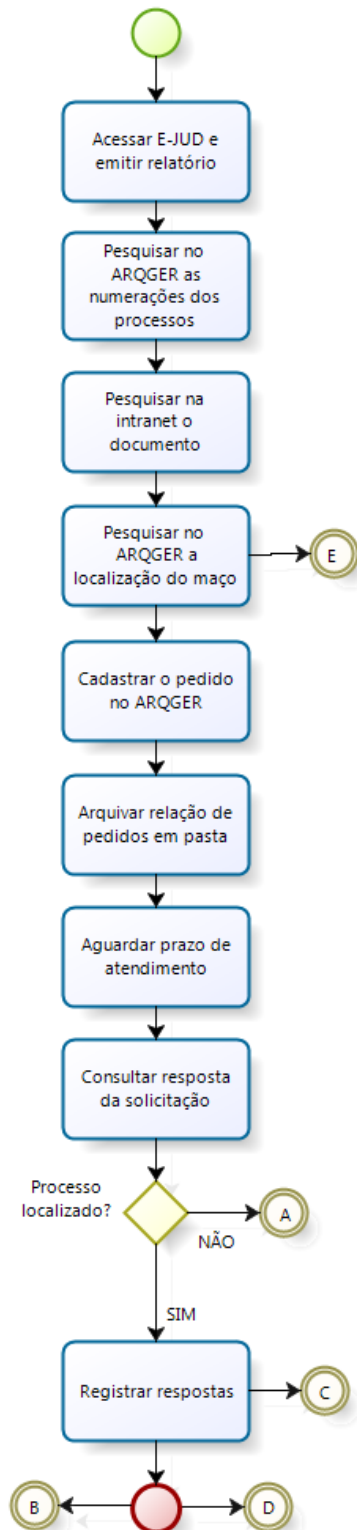 Acessar E-JUD e
emitir relatório
Pesquisar no
ARQGER as
numerações dos
processos
Pesquisar na
intranet o
documento
Pesquisar no
ARQGER a
localização do maço
E
Cadastrar o pedido
no ARQGER
Arquivar relação de
pedidos em pasta
Aguardar prazo de
atendimento
Consultar resposta
da solicitação
Processo
localizado?
A
NÃO
SIM
Registrar respostas
C
B
D